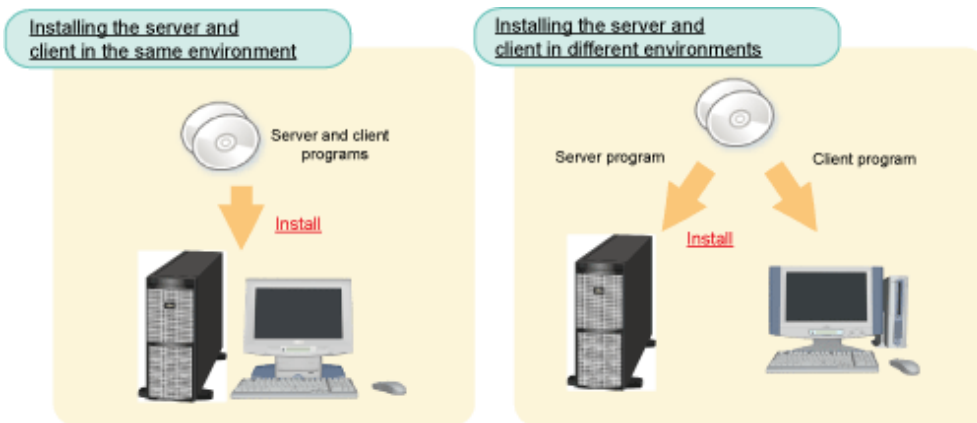 Installing the server and
client in the same environment
Server and client
programs
Install
Installing the server and
client in different environments
Server program
Client program
Install